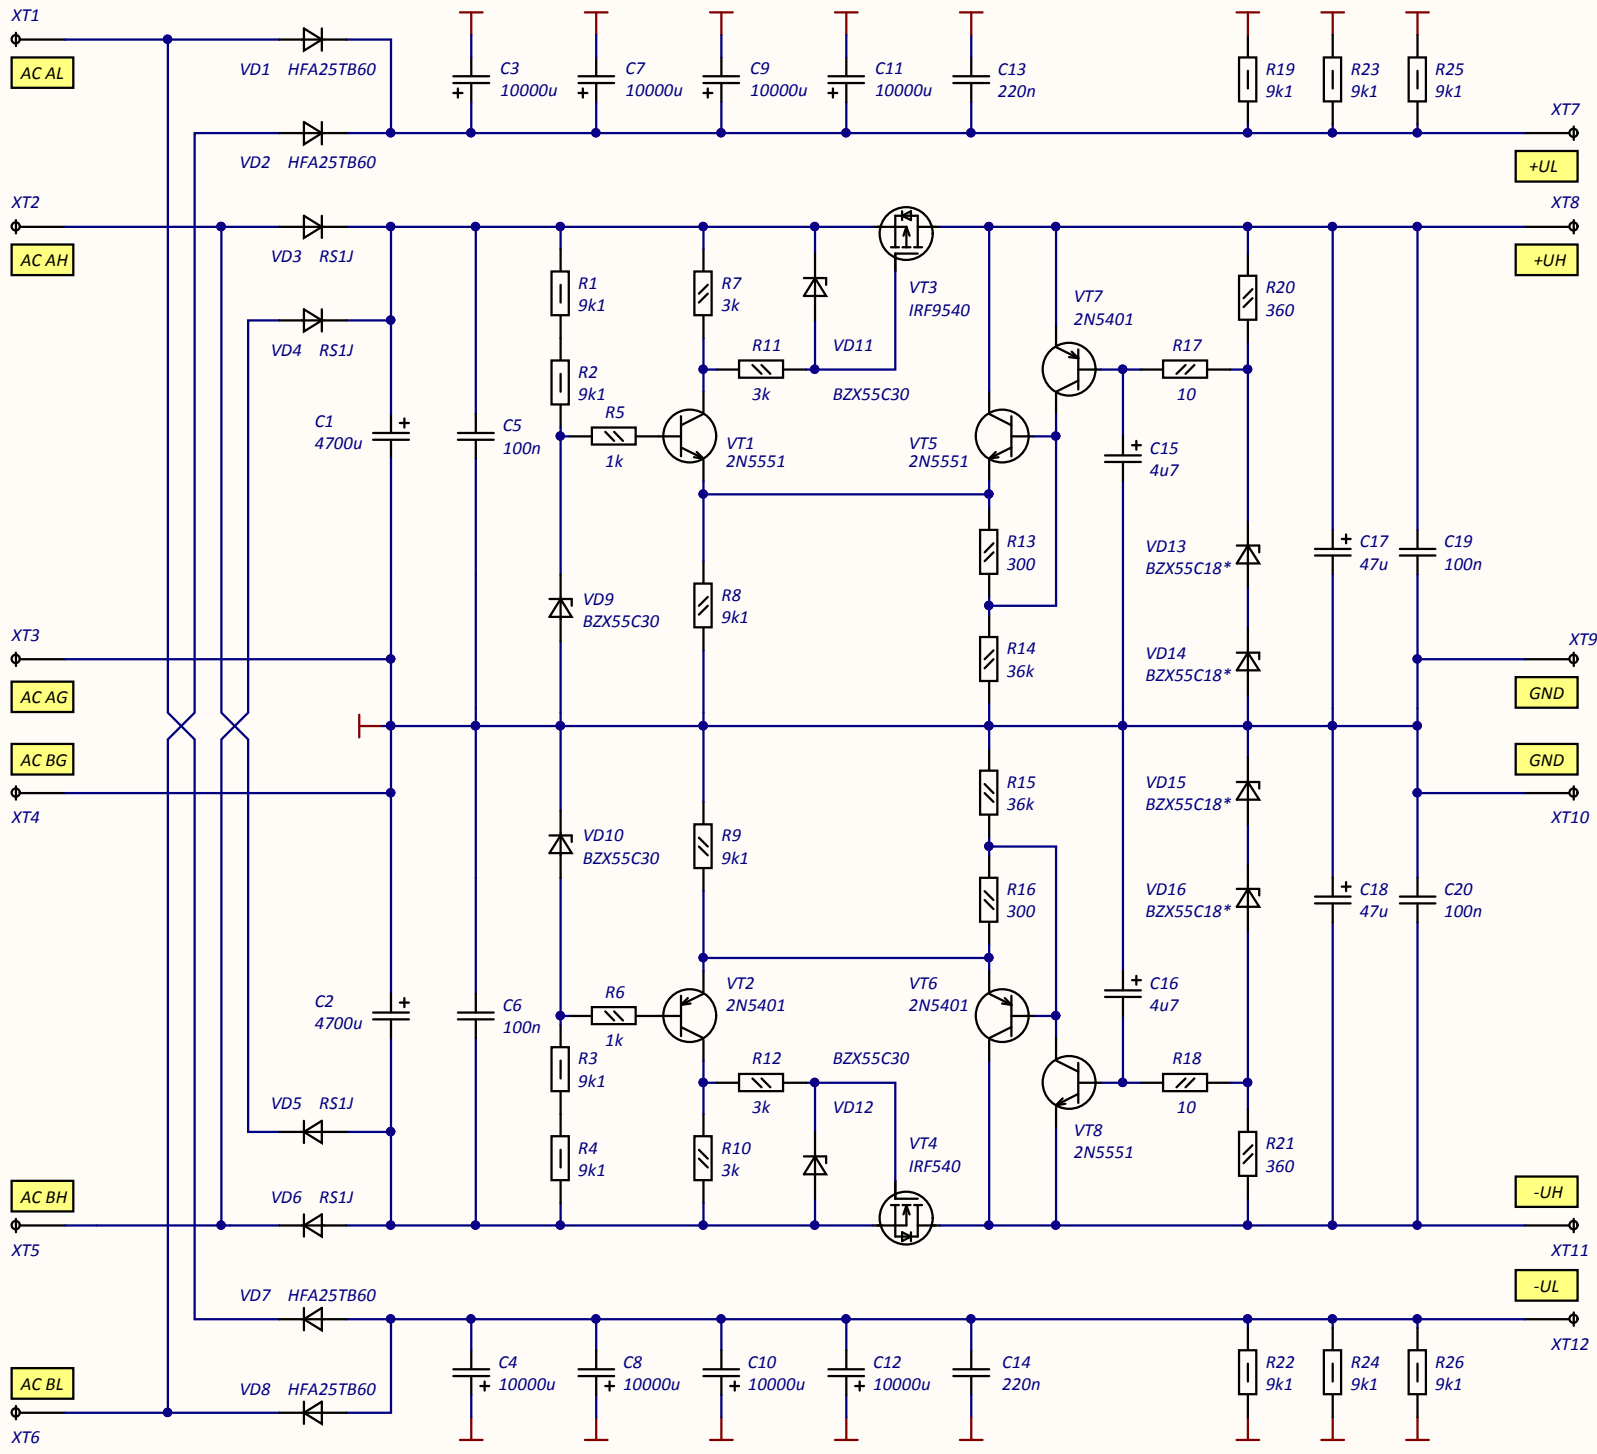 XT1
AC AL
VD1 HFA25TB60
VD2 HFA25TB60
C3
10000u
C7
10000u
C9
10000u
C11
10000u
C13
220n
R19
9k1
R23
9k1
R25
9k1
XT7
+UL
XT2
AC AH
VD3 RS1J
VD4 RS1J
XT8
+UH
R1
9k1
R2
9k1
R7
3k
R11
3k
VD11
BZX55C30
VT3
IRF9540
VT7
2N5401
R20
360
R17
10
C1
4700u
C5
100n
R5
1k
VT1
2N5551
VT5
2N5551
C15
4u7
R13
300
VD13
BZX55C18*
C17
47u
C19
100n
VD9
BZX55C30
R8
9k1
R14
36k
VD14
BZX55C18*
XT3
AC AG
XT9
GND
AC BG
XT4
GND
XT10
R15
36k
VD15
BZX55C18*
VD10
BZX55C30
R9
9k1
R16
300
VD16
BZX55C18*
C18
47u
C20
100n
C2
4700u
C6
100n
R6
1k
VT2
2N5401
VT6
2N5401
C16
4u7
R3
9k1
R12
3k
BZX55C30
VD12
R18
10
VD5 RS1J
R4
9k1
R10
3k
VT4
IRF540
VT8
2N5551
R21
360
AC BH
XT5
VD6 RS1J
-UH
XT11
VD7 HFA25TB60
-UL
XT12
AC BL
XT6
VD8 HFA25TB60
C4
10000u
C8
10000u
C10
10000u
C12
10000u
C14
220n
R22
9k1
R24
9k1
R26
9k1